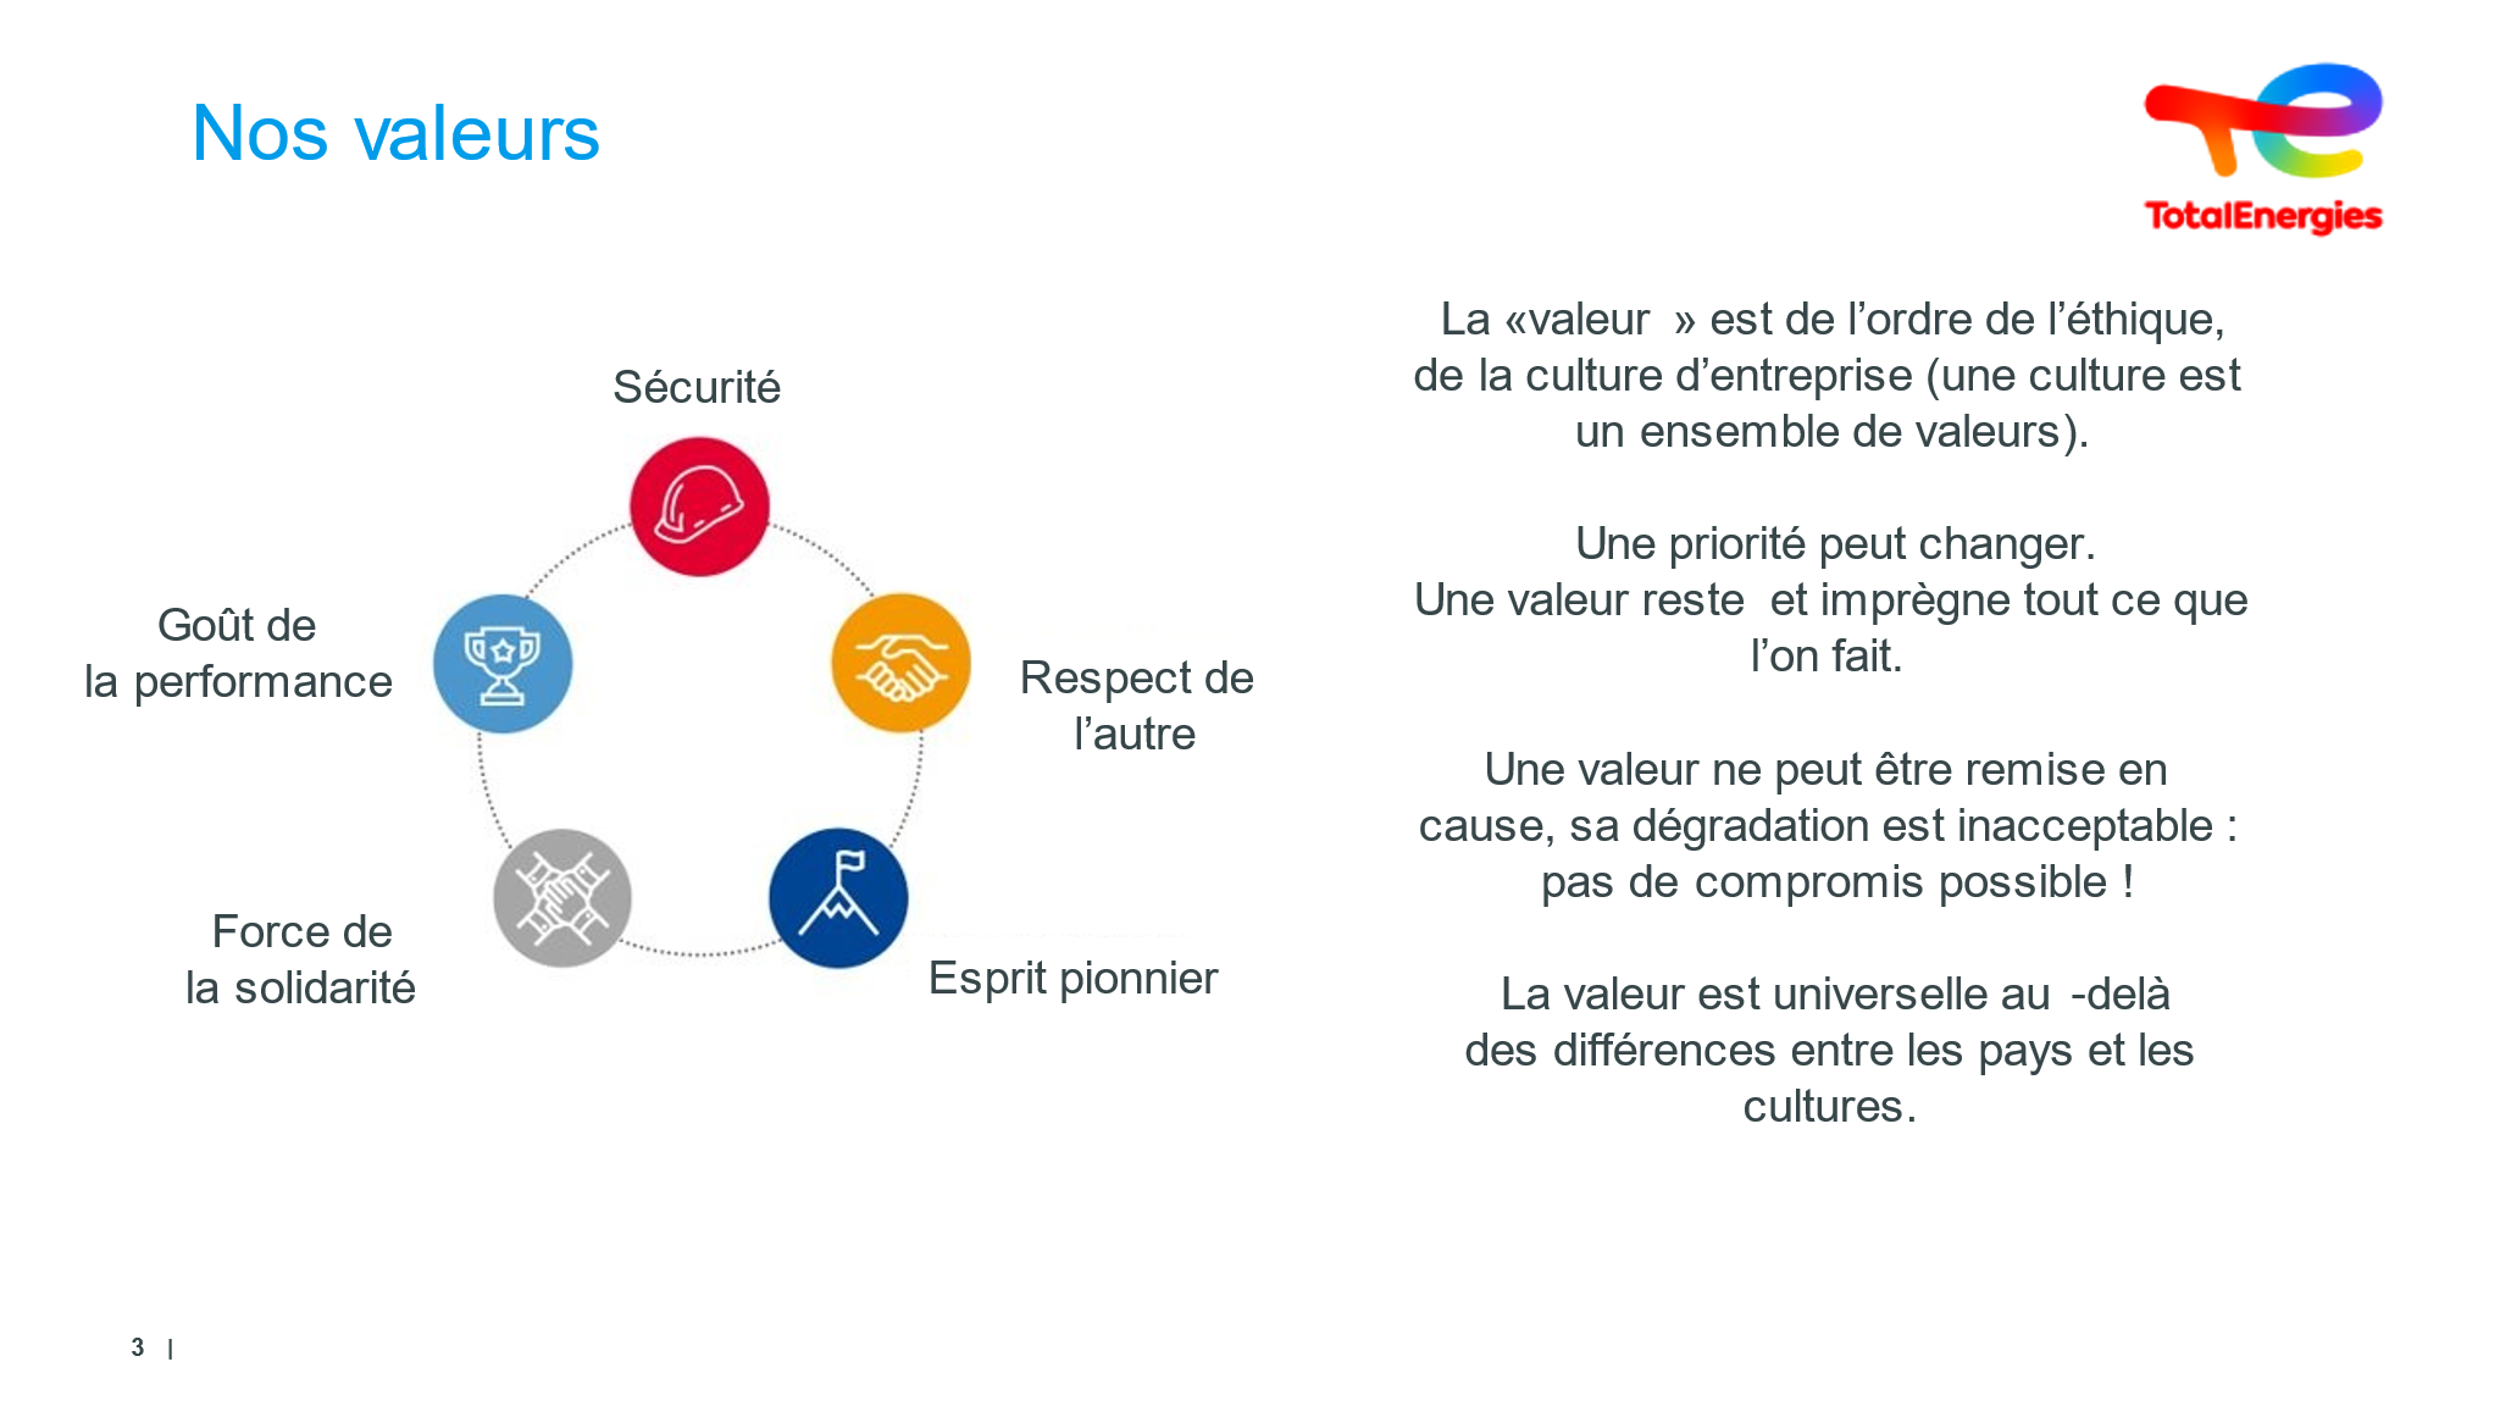 Nos valeurs
TotalEnergies
Sécurité
Goût de
la performance
Respect de
l’autre
Force de
la solidarité
Esprit pionnier
La «valeur » est de l’ordre de l’éthique,
de la culture d’entreprise (une culture est
un ensemble de valeurs).
Une priorité peut changer.
Une valeur reste et imprègne tout ce que
l’on fait.
Une valeur ne peut être remise en
cause, sa dégradation est inacceptable :
pas de compromis possible !
La valeur est universelle au -delà
des différences entre les pays et les
cultures.
3 |